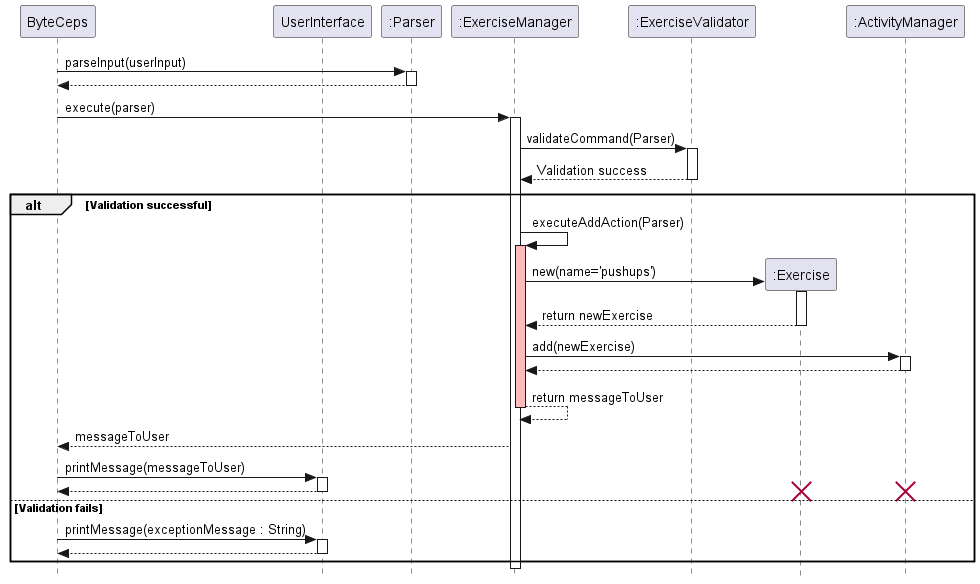 ByteCeps
UserInterface
:Parser
:ExerciseManager
:ExerciseValidator
:ActivityManager
parseInput(userInput)
execute(parser)
validateCommand(Parser)
Validation success
alt
[Validation successful]
executeAddAction(Parser)
new(name='pushups')
:Exercise
return newExercise
add(newExercise)
return messageToUser
messageToUser
printMessage(messageToUser)
[Validation fails]
printMessage(exceptionMessage : String)